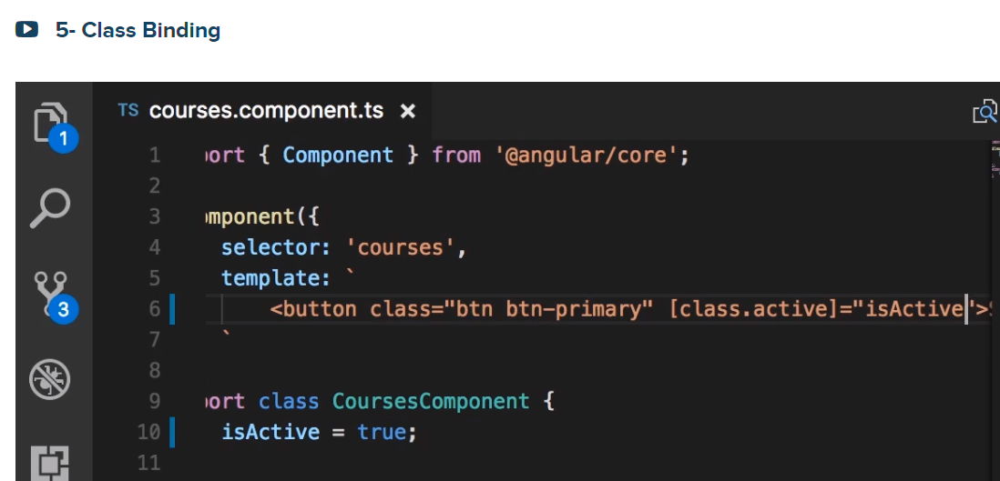 5- Class Binding
TS courses.component.ts ×
1
1 port { Component } from '@angular/core';
2
3 omponent({
4 selector: 'courses',
5 template: `
6 <button class="btn btn-primary" [class.active]="isActive">
3
7 `
8
9 port class CoursesComponent {
10 isActive = true;
11